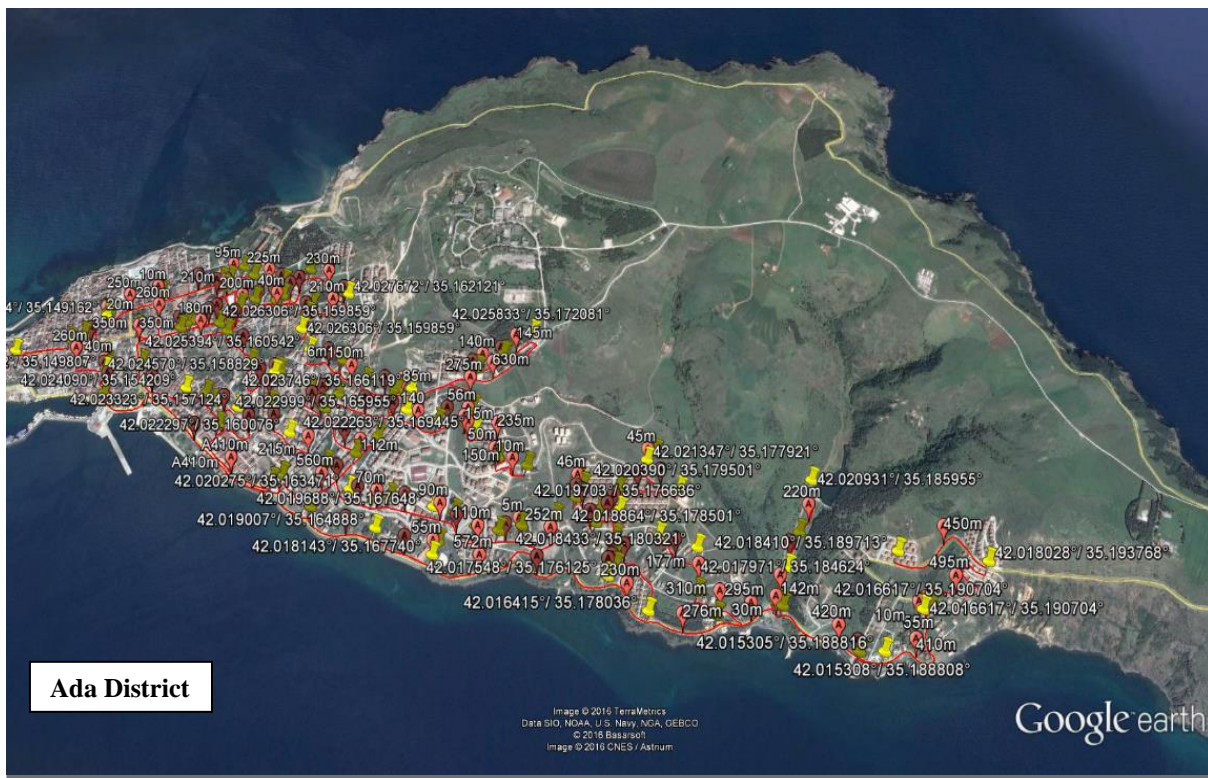 95m
225m
230m
10m
210m
250m
260m
200m
40m
210m
42.027672°/ 35.162121°
4°/ 35.149162°
20m
180m
42.026306°/ 35.159859°
42.025833°/ 35.172081°
350m
350m
42.026306°/ 35.159859°
260m
40m
42.025394°/ 35.160542°
145m
140m
6m
150m
°/ 35.149807°
42.024570°/ 35.158829°
275m
630m
42.024090°/ 35.154209°
42.023746°/ 35.166119°
85m
42.023323°/ 35.157124°
42.022999°/ 35.165955°
140
56m
42.022297°/ 35.160076°
42.022263°/ 35.169445°
15m
235m
215m
112m
50m
A410m
10m
45m
42.021347°/ 35.177921°
A410m
560m
150m
46m
42.020390°/ 35.179501°
42.020275°/ 35.163471°
70m
42.020931°/ 35.185955°
42.019688°/ 35.167648°
90m
42.019703°/ 35.176636°
220m
42.019007°/ 35.164888°
110m
5m
252m
42.018864°/ 35.178501°
55m
42.018433°/ 35.180321°
450m
42.018143°/ 35.167740°
572m
42.018410°/ 35.189713°
42.018028°/ 35.193768°
42.017548°/ 35.176125°
230m
177m
42.017971°/ 35.184624°
495m
310m
295m
142m
42.016617°/ 35.190704°
42.016415°/ 35.178036°
276m
30m
420m
10m
42.016617°/ 35.190704°
55m
42.015305°/ 35.188816°
410m
42.015308°/ 35.188808°
Ada District
Image © 2016 TerraMetrics
Data SIO, NOAA, U.S. Navy, NGA, GEBCO
© 2016 Basarsoft
Image © 2016 CNES / Astrium
Google earth